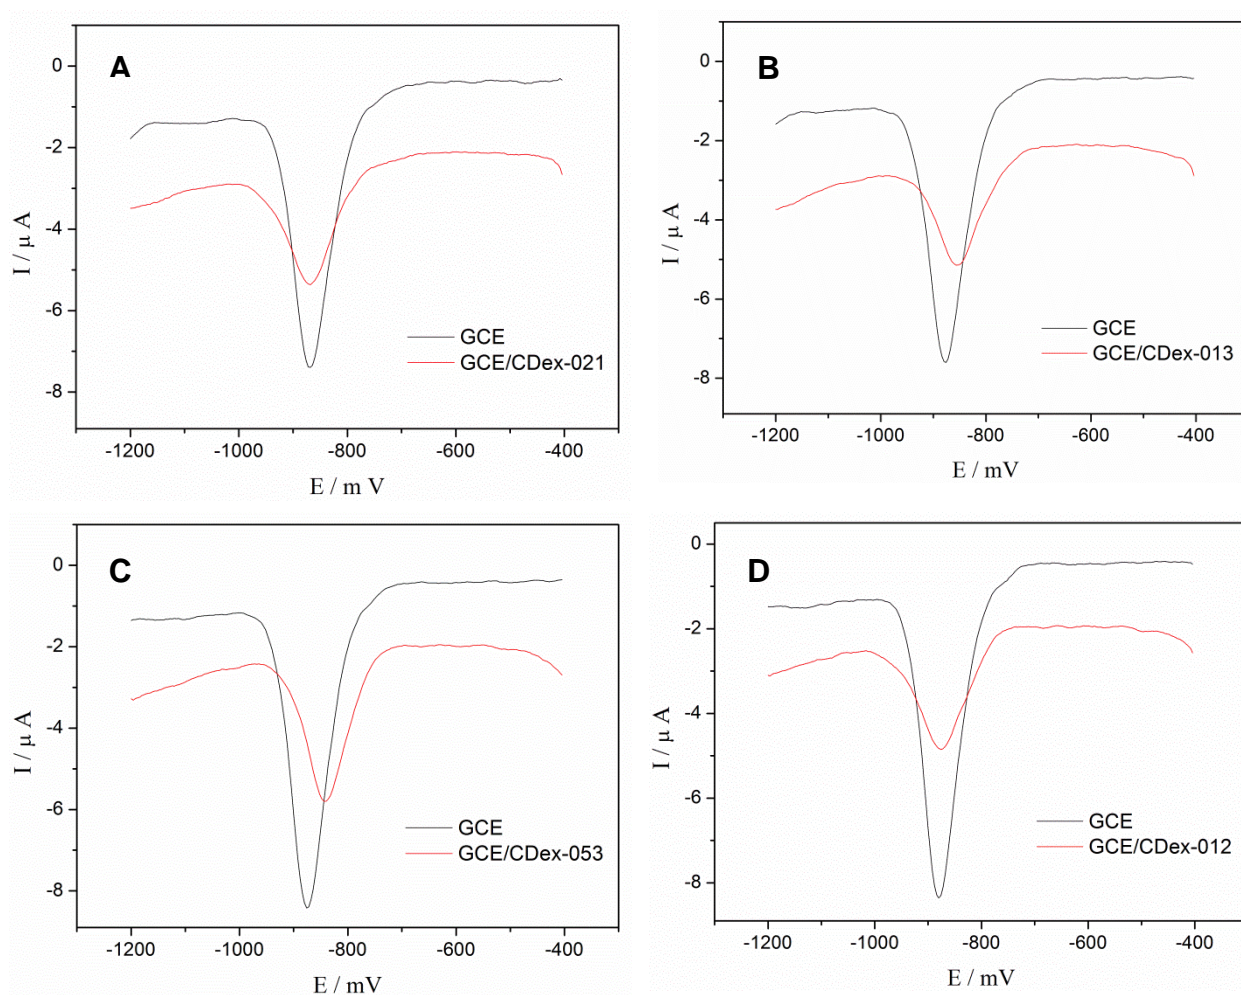 A
0
-2
-4
-6
-8
I / μ A
GCE
GCE/CDex-021
-1200
-1000
-800
-600
-400
E / m V
B
0
-2
-4
-6
-8
I / μ A
GCE
GCE/CDex-013
-1200
-1000
-800
-600
-400
E / mV
C
0
-2
-4
-6
-8
I / μ A
GCE
GCE/CDex-053
-1200
-1000
-800
-600
-400
E / mV
D
0
-2
-4
-6
-8
I / μ A
GCE
GCE/CDex-012
-1200
-1000
-800
-600
-400
E / mV